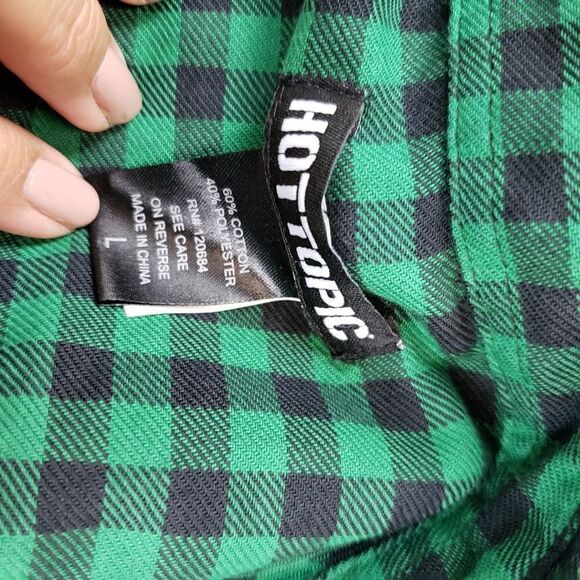 HOT TOPIC
60% COTTON
40% POLYESTER
RN# 120684
SEE CARE
ON REVERSE
MADE IN CHINA
L